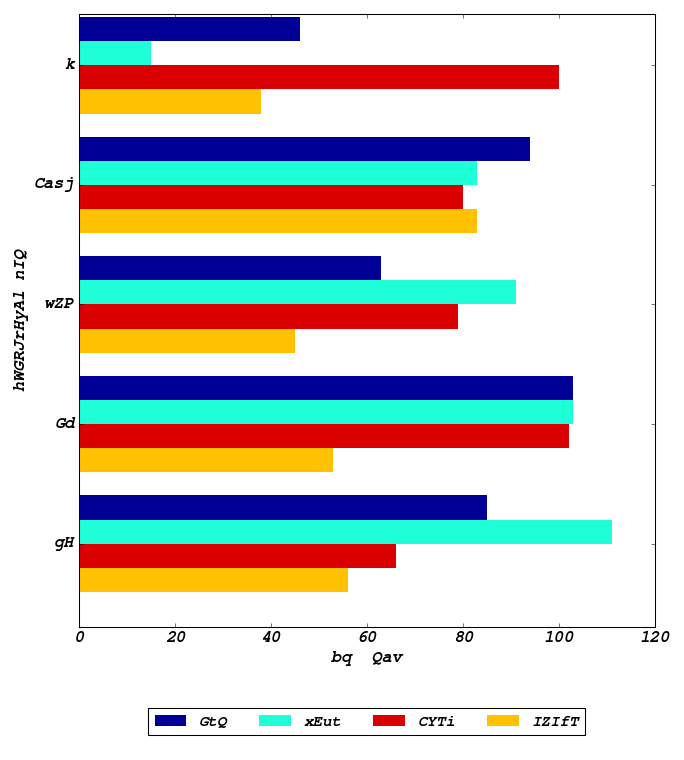 k
Casj
wZP
Gd
gH
hWGRJrHyAl nIQ
0 20 40 60 80 100 120
bq Qav
GtQ xEut CYTi IZIfT